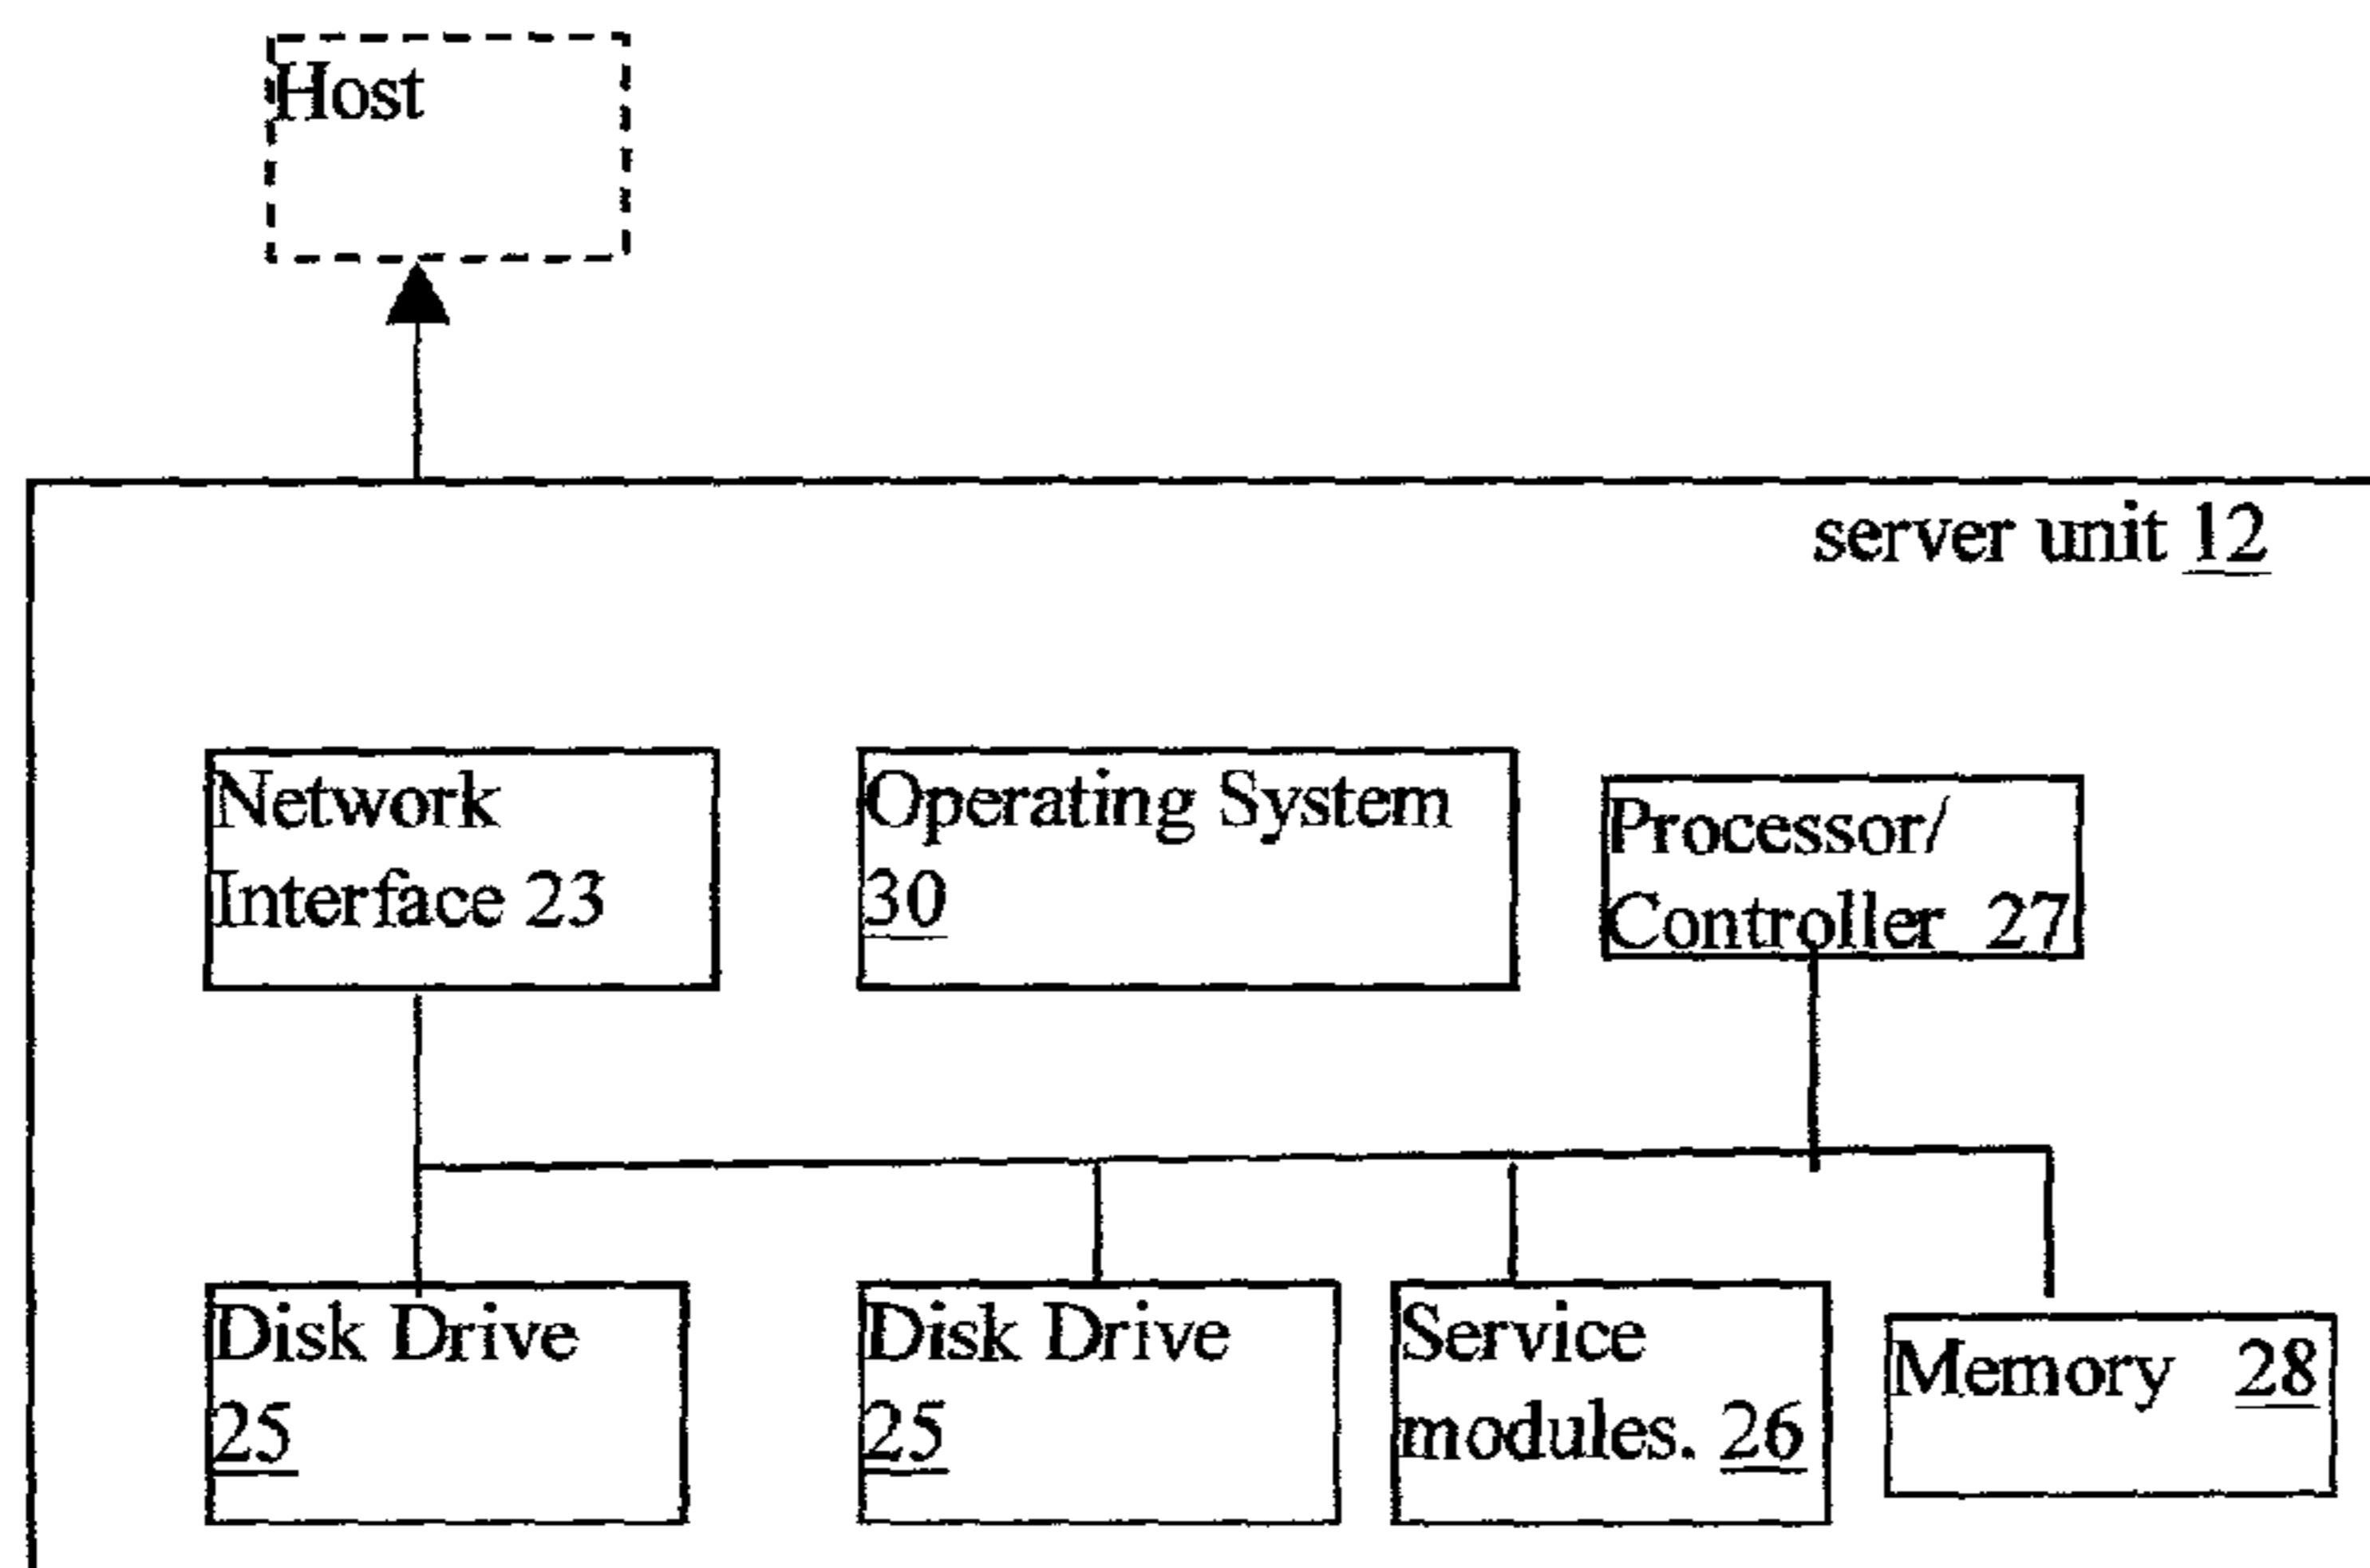 Host
server unit 12
Network
Interface 23
Operating System
30
Processor/
Controller 27
Disk Drive
25
Disk Drive
25
Service
modules. 26
Memory 28